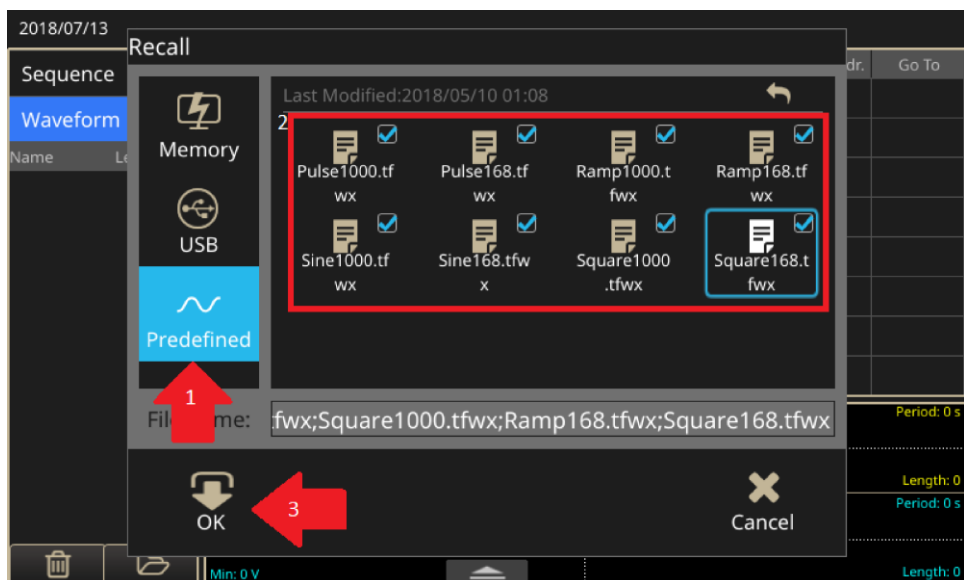 2018/07/13
Recall
Sequence
dr.
Go To
Waveform
Name
Le
Memory
USB
Predefined
1
Last Modified:2018/05/10 01:08
2
Pulse1000.tf
wx
Pulse168.tf
wx
Ramp1000.t
fwx
Ramp168.tf
wx
Sine1000.tf
wx
Sine168.tfw
x
Square1000
.tfwx
Square168.t
fwx
me:
fwx;Square1000.tfwx;Ramp168.tfwx;Square168.tfwx
Period: 0 s
Length: 0
Period: 0 s
Length: 0
OK
3
Cancel
Min: 0 V